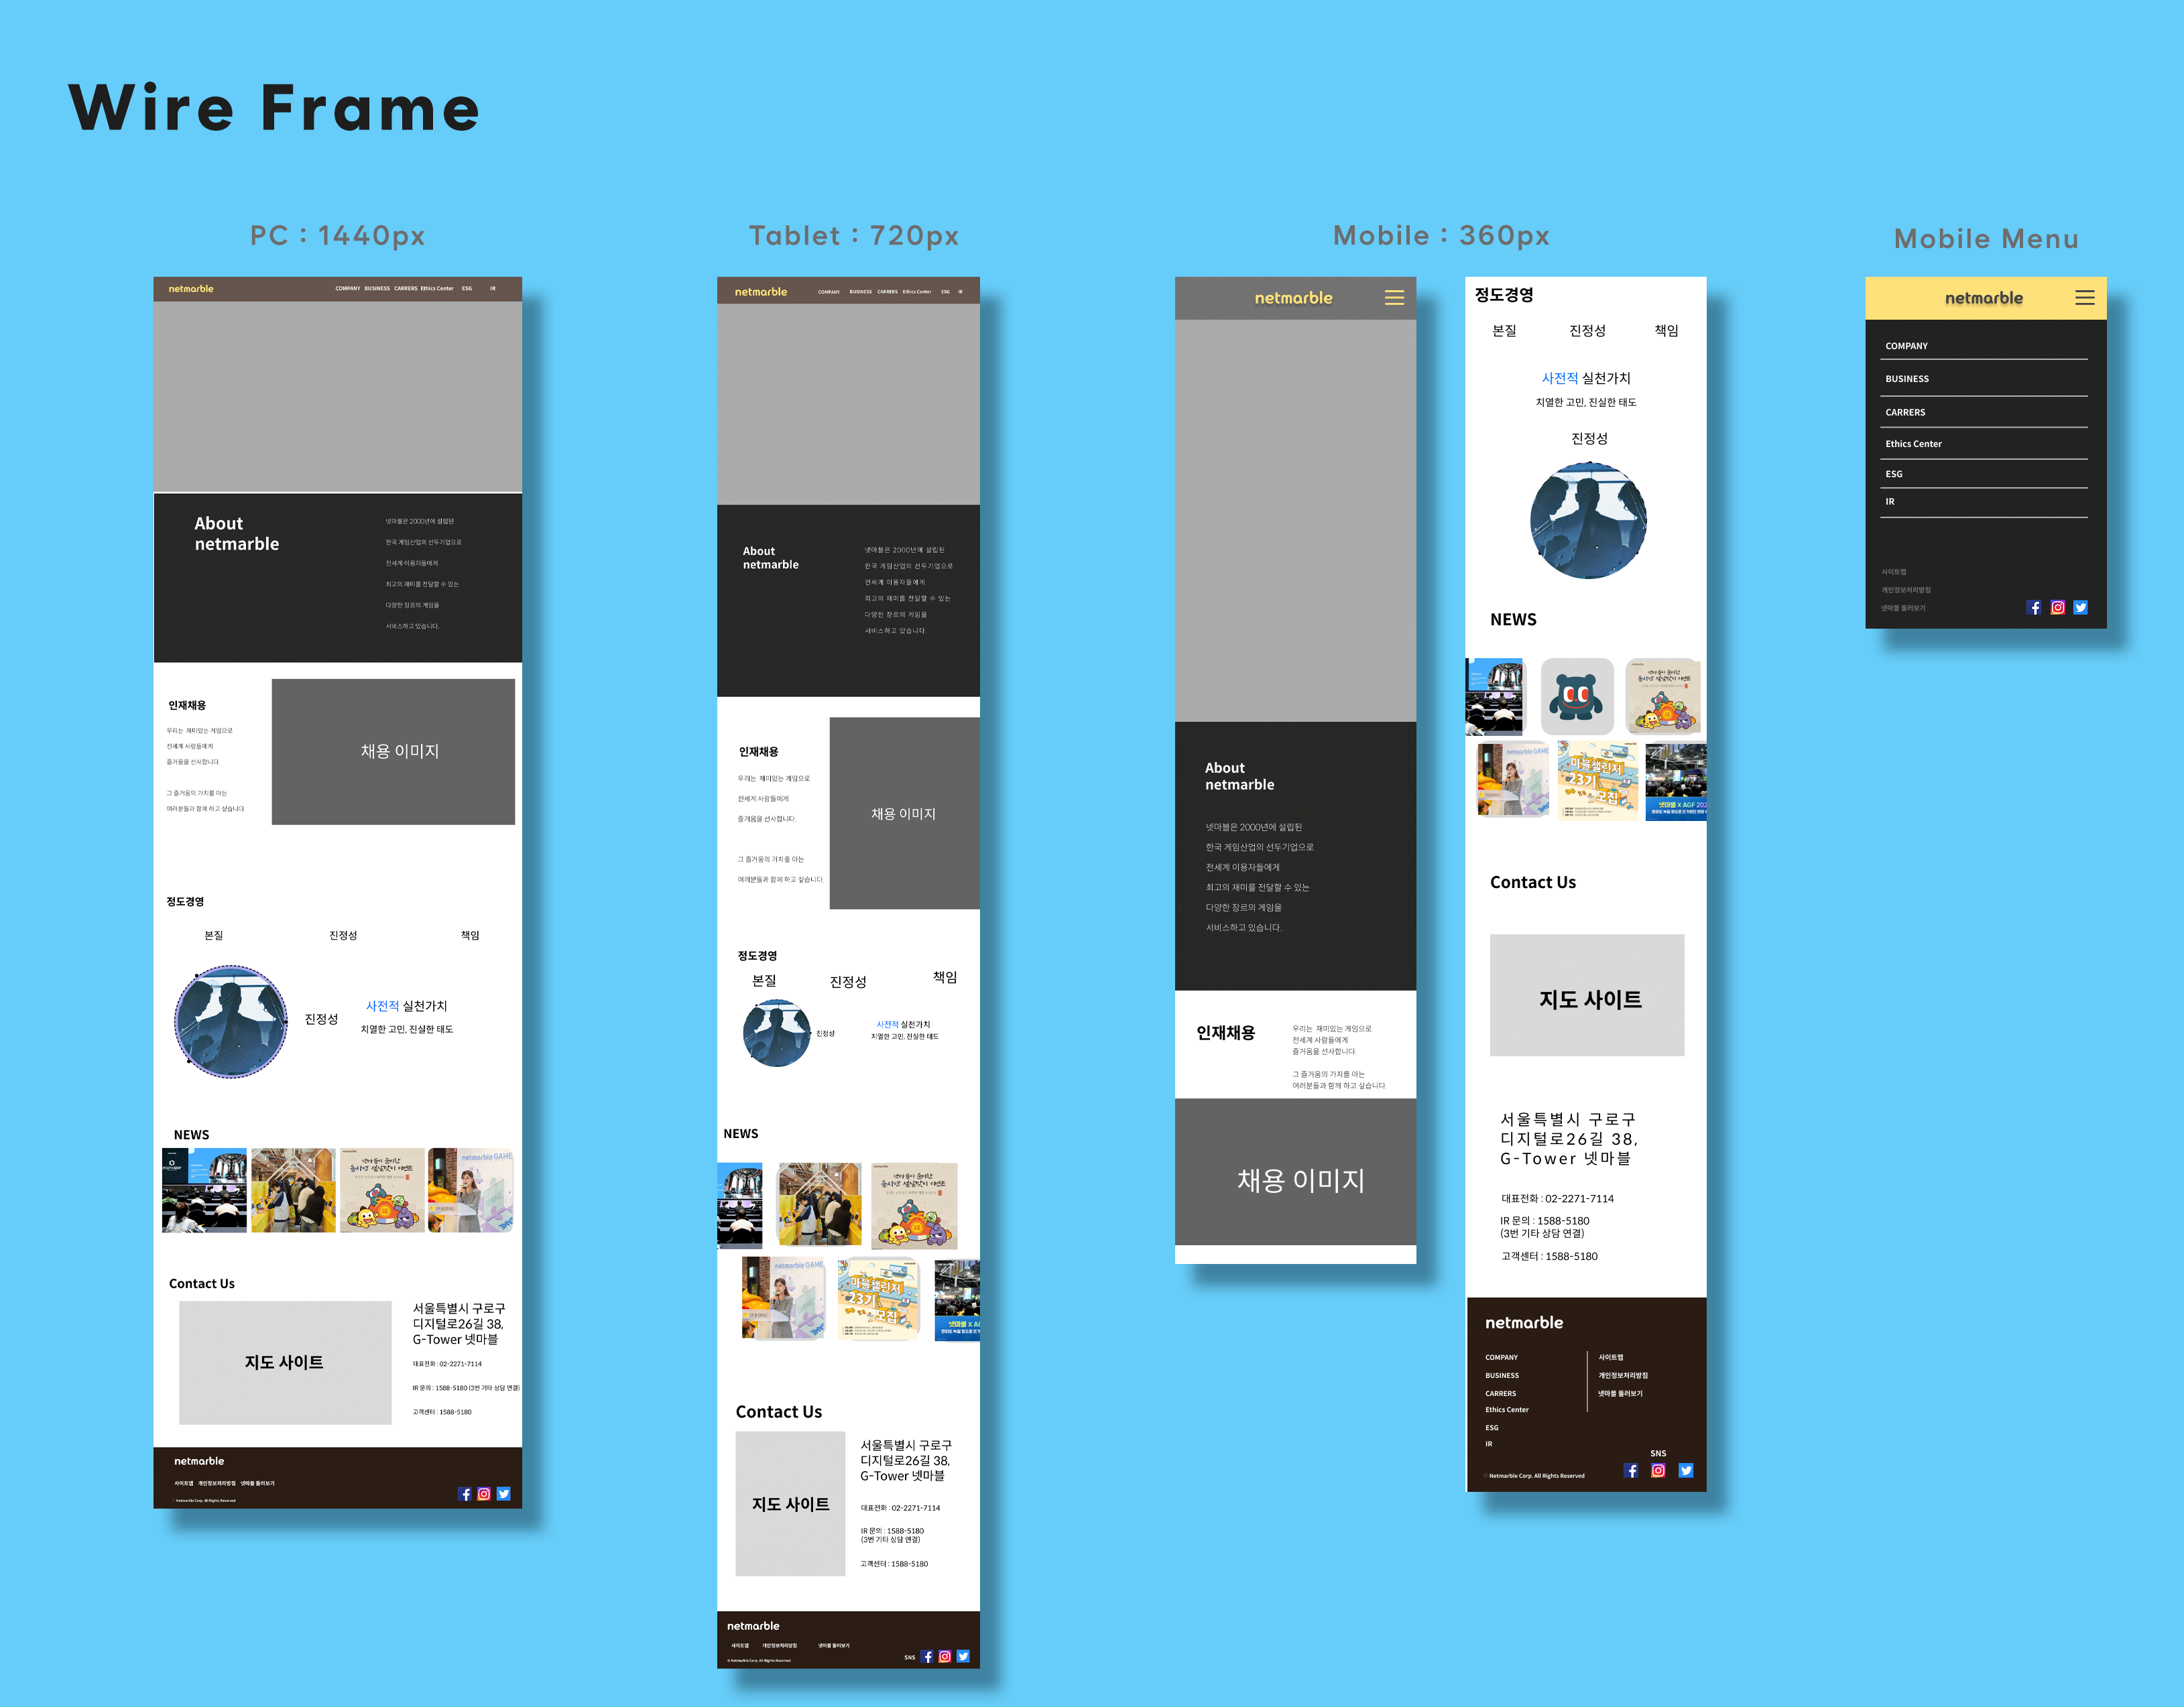 Wire Frame
PC : 1440px
netmarble
COMPANY BUSINESS CARRERS Ethics Center ESG IR
About
netmarble
넷마블은 2000년에 설립된
한국 게임산업의 선두기업으로
전세계 이용자들에게
최고의 재미를 전달할 수 있는
다양한 장르의 게임을
서비스하고 있습니다.
인재채용
우리는 재미있는 게임으로
전세계 사람들에게
즐거움을 선사합니다.
그 즐거움의 가치를 아는
여러분들과 함께 하고 싶습니다.
채용 이미지
정도경영
본질 진정성 책임
진정성
사전적 실천가치
치열한 고민, 진실한 태도
NEWS
netmarble GAME
Contact Us
지도 사이트
서울특별시 구로구
디지털로26길 38,
G-Tower 넷마블
대표전화 : 02-2271-7114
IR 문의 : 1588-5180 (3번 기타 상담 연결)
고객센터 : 1588-5180
netmarble
사이트맵 개인정보처리방침 넷마블 둘러보기
Netmarble Corp. All Rights Reserved
Tablet : 720px
netmarble
COMPANY BUSINESS CARRERS Ethics Center ESG IR
About
netmarble
넷마블은 2000년에 설립된
한국 게임산업의 선두기업으로
전세계 이용자들에게
최고의 재미를 전달할 수 있는
다양한 장르의 게임을
서비스하고 있습니다.
인재채용
우리는 재미있는 게임으로
전세계 사람들에게
즐거움을 선사합니다.
그 즐거움의 가치를 아는
여러분들과 함께 하고 싶습니다.
채용 이미지
정도경영
본질 진정성 책임
진정성
사전적 실천가치
치열한 고민, 진실한 태도
NEWS
netmarble GAME
마블챌린저
23기
모집
넷마블 X AG
Contact Us
지도 사이트
서울특별시 구로구
디지털로26길 38,
G-Tower 넷마블
대표전화 : 02-2271-7114
IR 문의 : 1588-5180
(3번 기타 상담 연결)
고객센터 : 1588-5180
netmarble
사이트맵 개인정보처리방침 넷마블 둘러보기
© Netmarble Corp. All Rights Reserved
SNS
Mobile : 360px
netmarble
About
netmarble
넷마블은 2000년에 설립된
한국 게임산업의 선두기업으로
전세계 이용자들에게
최고의 재미를 전달할 수 있는
다양한 장르의 게임을
서비스하고 있습니다.
인재채용
우리는 재미있는 게임으로
전세계 사람들에게
즐거움을 선사합니다.
그 즐거움의 가치를 아는
여러분들과 함께 하고 싶습니다.
채용 이미지
정도경영
본질 진정성 책임
사전적 실천가치
치열한 고민, 진실한 태도
진정성
NEWS
netmarble GAME
마블챌린저
23기
모집
넷마블 X AGF 202
Contact Us
지도 사이트
서울특별시 구로구
디지털로26길 38,
G-Tower 넷마블
대표전화 : 02-2271-7114
IR 문의 : 1588-5180
(3번 기타 상담 연결)
고객센터 : 1588-5180
netmarble
COMPANY
BUSINESS
CARRERS
Ethics Center
ESG
IR
사이트맵
개인정보처리방침
넷마블 둘러보기
SNS
Netmarble Corp. All Rights Reserved
Mobile Menu
netmarble
COMPANY
BUSINESS
CARRERS
Ethics Center
ESG
IR
사이트맵
개인정보처리방침
넷마블 둘러보기